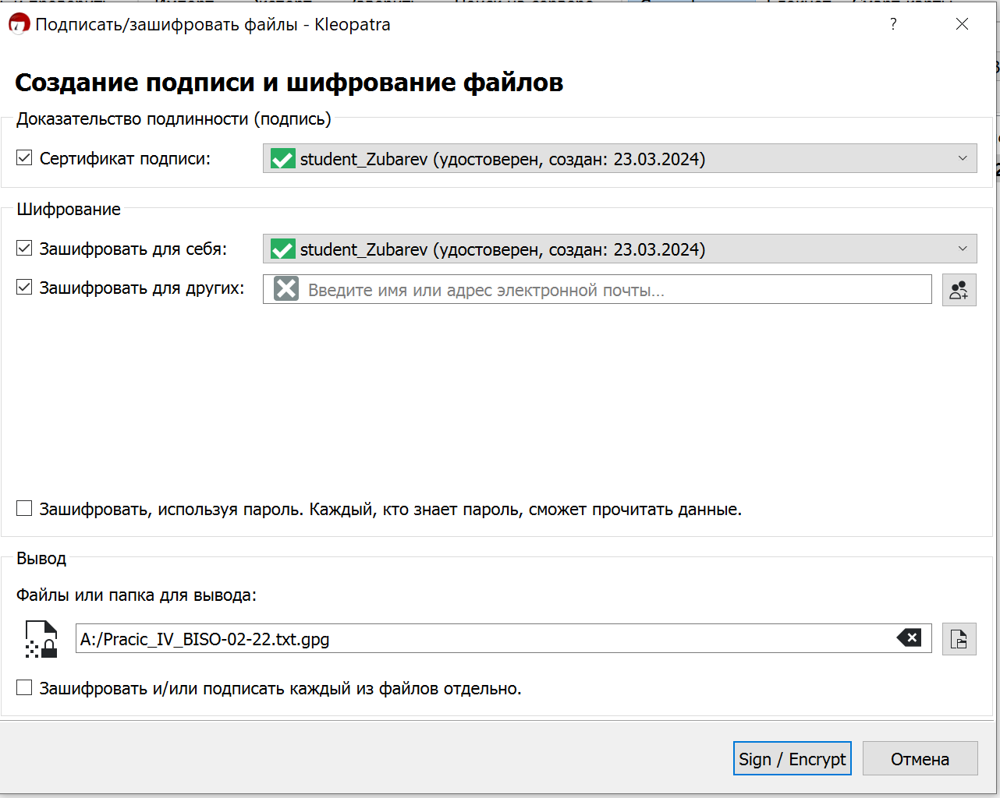 Подписать/зашифровать файлы - Kleopatra
?
Создание подписи и шифрование файлов
Доказательство подлинности (подпись)
Сертификат подписи:
student_Zubarev (удостоверен, создан: 23.03.2024)
Шифрование
Зашифровать для себя:
student_Zubarev (удостоверен, создан: 23.03.2024)
Зашифровать для других:
Введите имя или адрес электронной почты...
Зашифровать, используя пароль. Каждый, кто знает пароль, сможет прочитать данные.
Вывод
Файлы или папка для вывода:
A:/Pracic_IV_BISO-02-22.txt.gpg
Зашифровать и/или подписать каждый из файлов отдельно.
Sign / Encrypt
Отмена